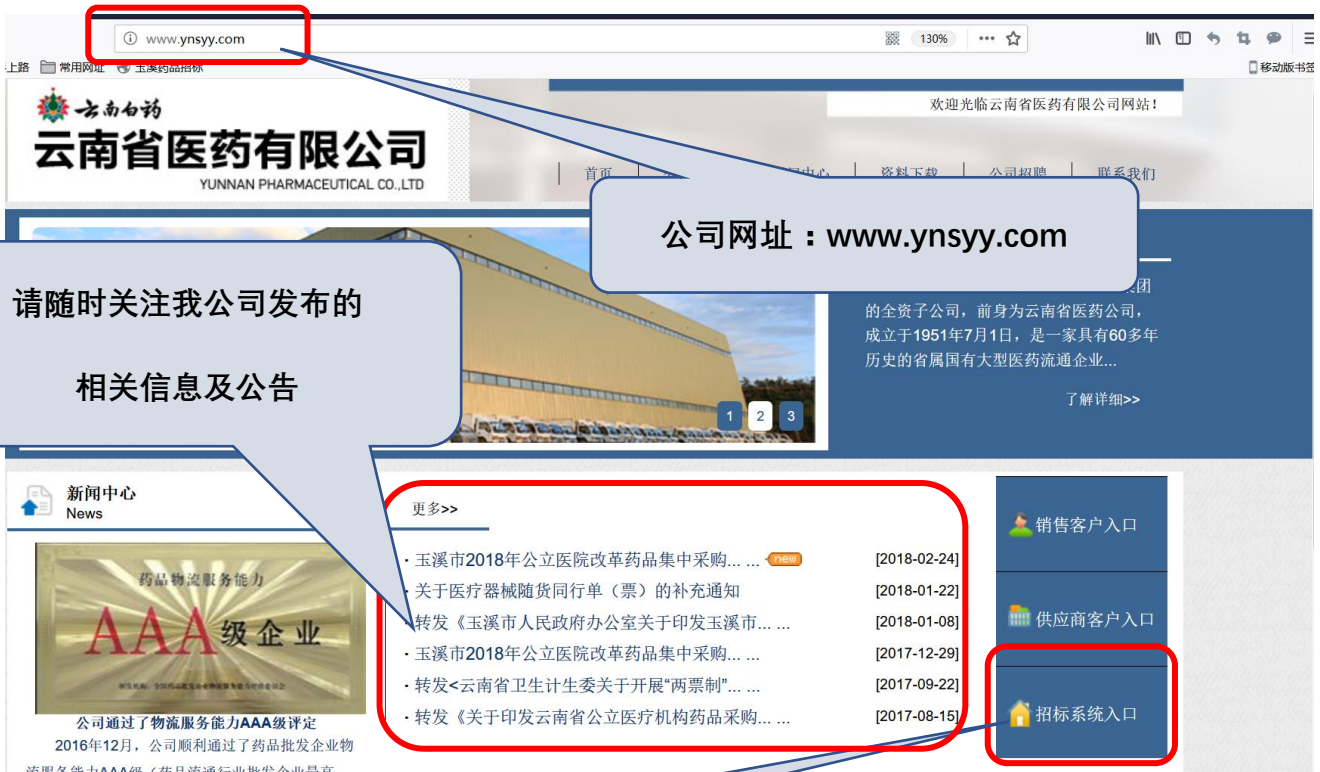 www.ynsyy.com
130%
上路 常用网址 玉溪药品招标
移动版书签
云南白药
云南省医药有限公司
YUNNAN PHARMACEUTICAL CO.,LTD
欢迎光临云南省医药有限公司网站！
首页 资料下载 公司招聘 联系我们
公司网址：www.ynsyy.com
请随时关注我公司发布的
相关信息及公告
的全资子公司，前身为云南省医药公司，
成立于1951年7月1日，是一家具有60多年
历史的省属国有大型医药流通企业...
了解详细>>
1 2 3
新闻中心
News
药品物流服务能力
AAA级企业
公司通过了物流服务能力AAA级评定
2016年12月，公司顺利通过了药品批发企业物
更多>>
· 玉溪市2018年公立医院改革药品集中采购... ... new [2018-02-24]
· 关于医疗器械随货同行单（票）的补充通知 [2018-01-22]
· 转发《玉溪市人民政府办公室关于印发玉溪市... ... [2018-01-08]
· 玉溪市2018年公立医院改革药品集中采购... ... [2017-12-29]
· 转发<云南省卫生计生委关于开展“两票制”... ... [2017-09-22]
· 转发《关于印发云南省公立医疗机构药品采购... ... [2017-08-15]
销售客户入口
供应商客户入口
招标系统入口